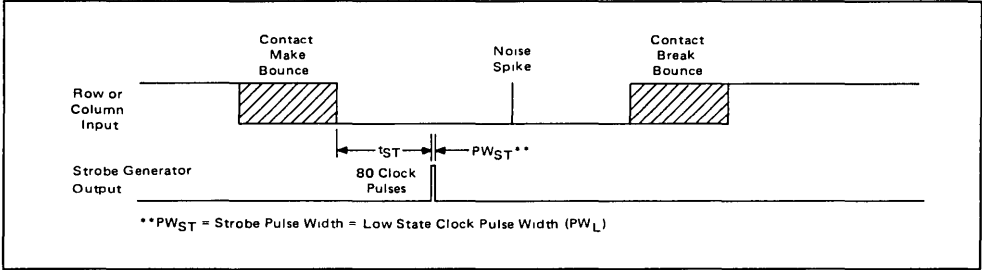 Contact
Make
Bounce
Noise
Spike
Contact
Break
Bounce
Row or
Column
Input
tST
PWST**
80 Clock
Pulses
Strobe Generator
Output
**PWST = Strobe Pulse Width = Low State Clock Pulse Width (PWL)